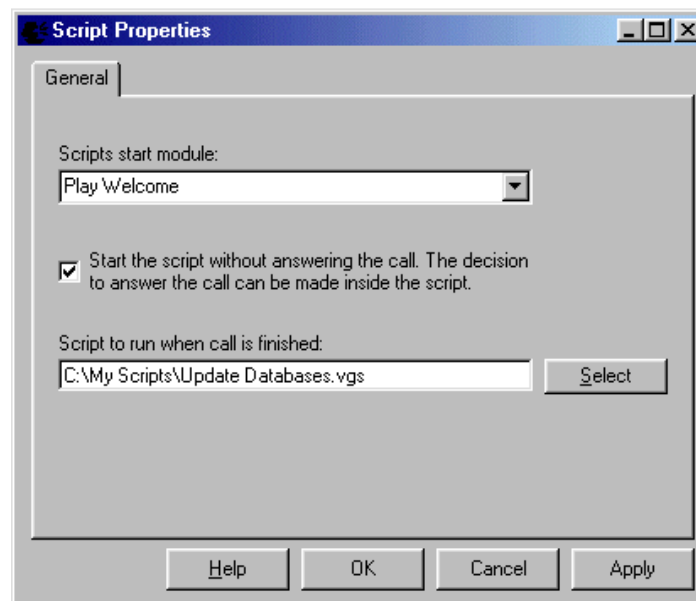 Script Properties
General
Scripts start module:
Play Welcome
Start the script without answering the call. The decision
to answer the call can be made inside the script.
Script to run when call is finished:
C:\My Scripts\Update Databases.vgs
Select
Help OK Cancel Apply